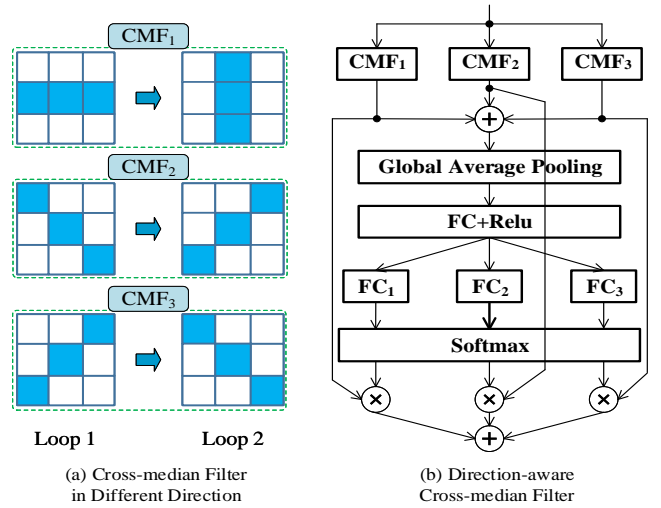 CMF1
CMF2
CMF3
Loop 1 Loop 2
(a) Cross-median Filter
in Different Direction
CMF1 CMF2 CMF3
+
Global Average Pooling
FC+Relu
FC1 FC2 FC3
Softmax
× × ×
+
(b) Direction-aware
Cross-median Filter